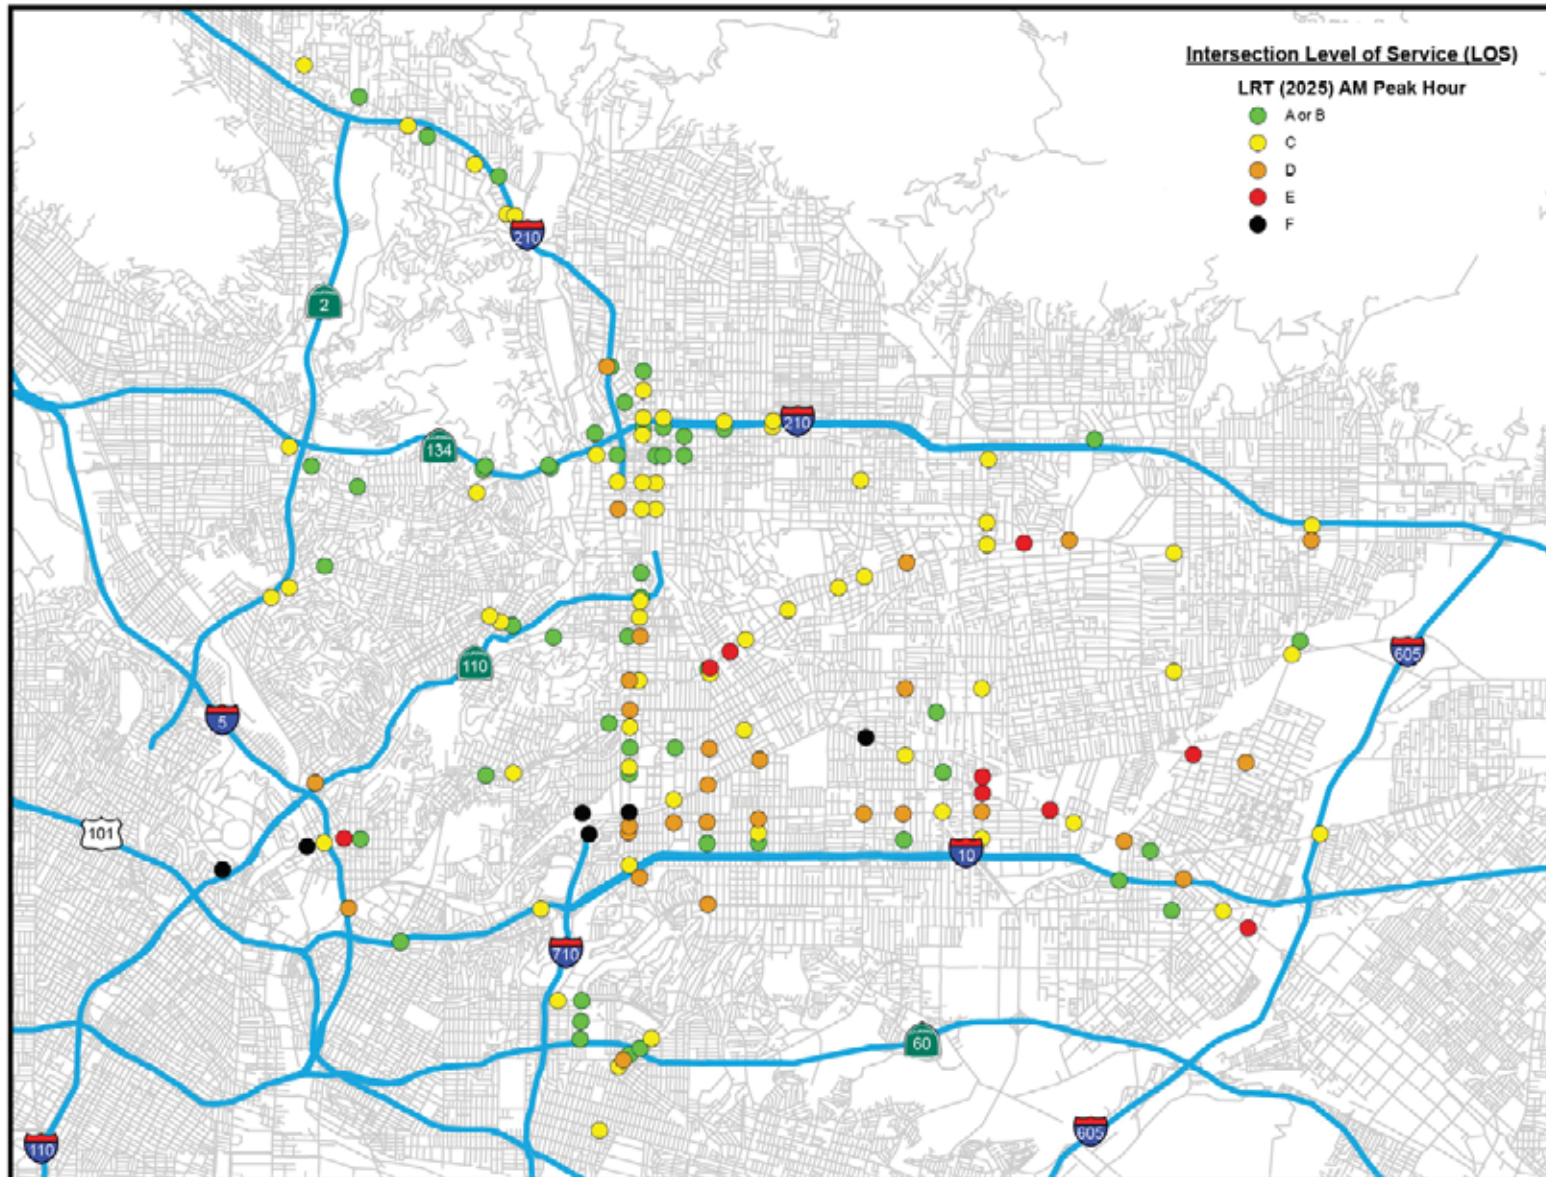 Intersection Level of Service (LOS)
LRT (2025) AM Peak Hour
A or B
C
D
E
F
210
2
134
210
110
5
605
101
10
710
60
605
110